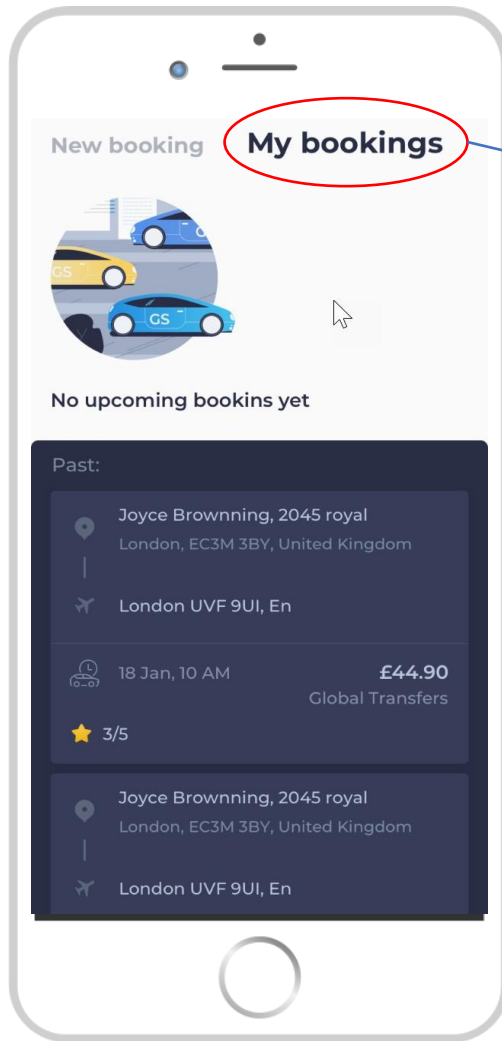 New booking My bookings
GS
GS
No upcoming bookins yet
Past:
Joyce Brownning, 2045 royal
London, EC3M 3BY, United Kingdom
London UVF 9UI, En
18 Jan, 10 AM £44.90
Global Transfers
3/5
Joyce Brownning, 2045 royal
London, EC3M 3BY, United Kingdom
London UVF 9UI, En